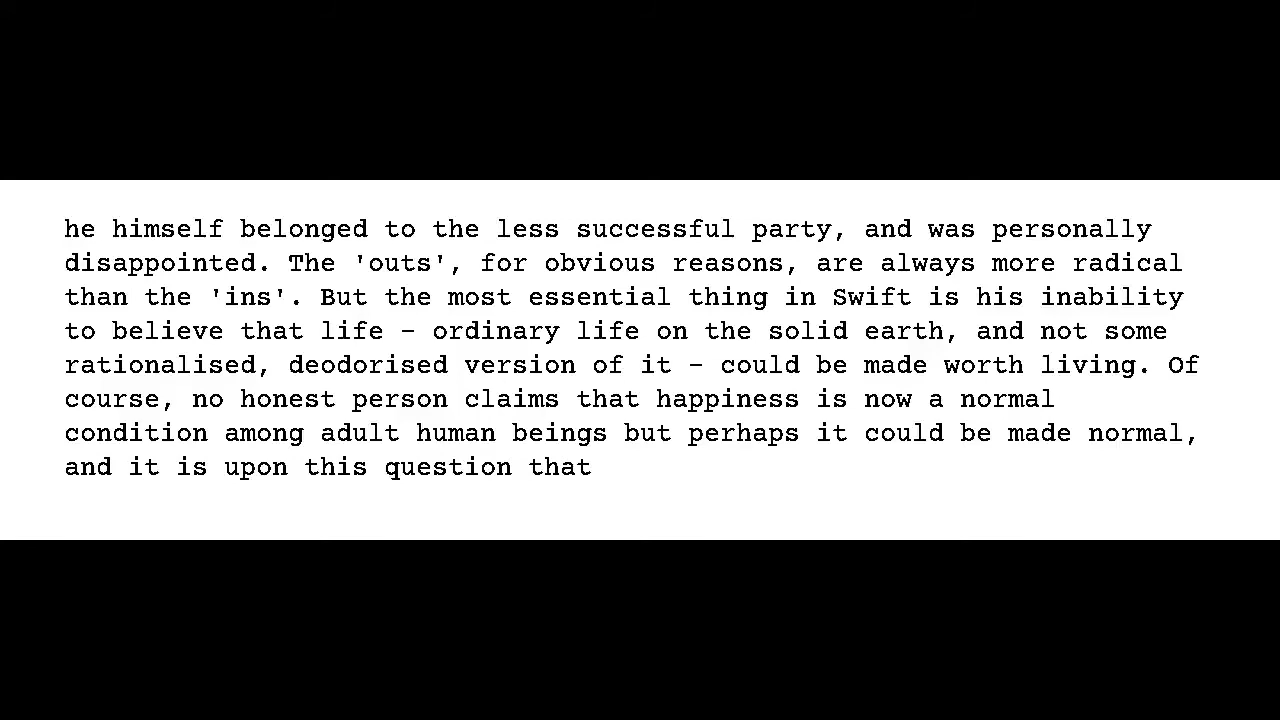 he himself belonged to the less successful party, and was personally
disappointed. The 'outs', for obvious reasons, are always more radical
than the 'ins'. But the most essential thing in Swift is his inability
to believe that life – ordinary life on the solid earth, and not some
rationalised, deodorised version of it – could be made worth living. Of
course, no honest person claims that happiness is now a normal
condition among adult human beings but perhaps it could be made normal,
and it is upon this question that